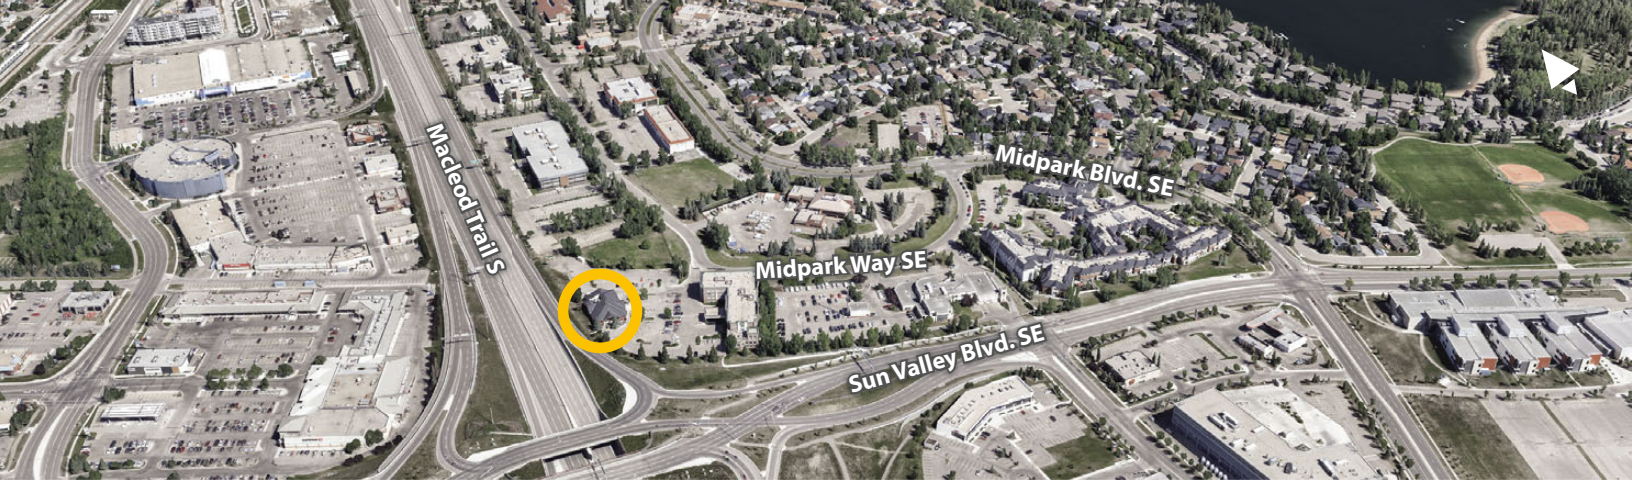 Midpark Blvd. SE
Macleod Trail S
Midpark Way SE
Sun Valley Blvd. SE